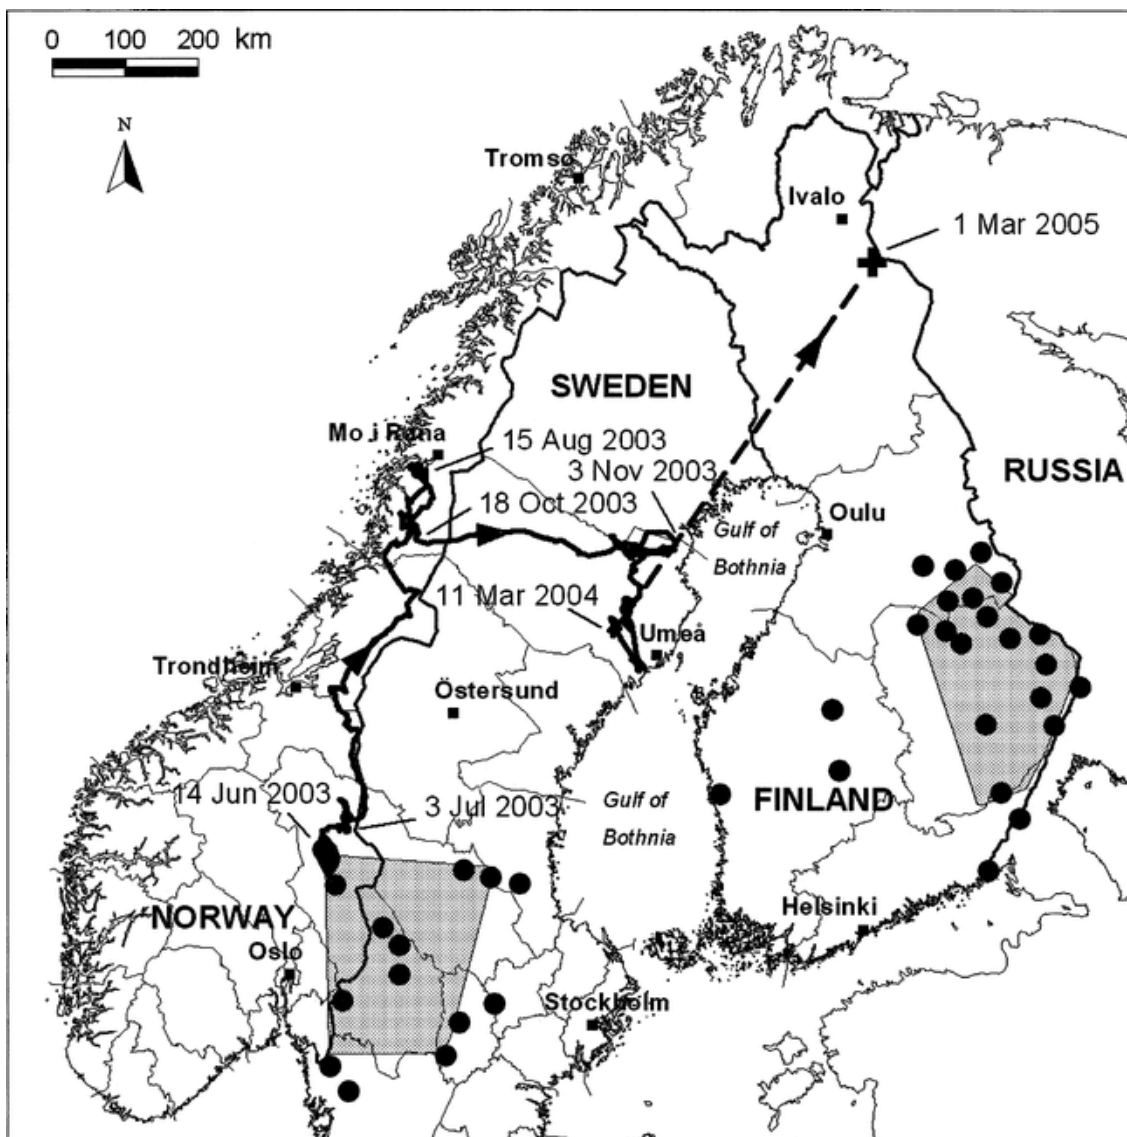 0 100 200 km
N
Tromsø
Ivalo
1 Mar 2005
SWEDEN
Mo i Rana
15 Aug 2003
3 Nov 2003
RUSSIA
18 Oct 2003
Gulf of
Bothnia
Oulu
11 Mar 2004
Umeå
Trondheim
Östersund
14 Jun 2003
3 Jul 2003
Gulf of
Bothnia
FINLAND
NORWAY
Helsinki
Oslo
Stockholm